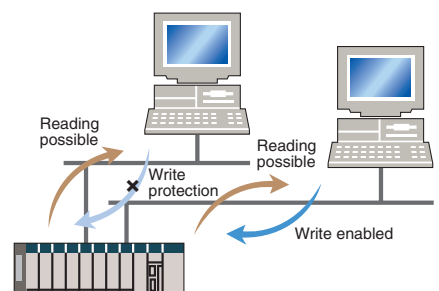 Reading
possible
Write
protection
Reading
possible
Write enabled